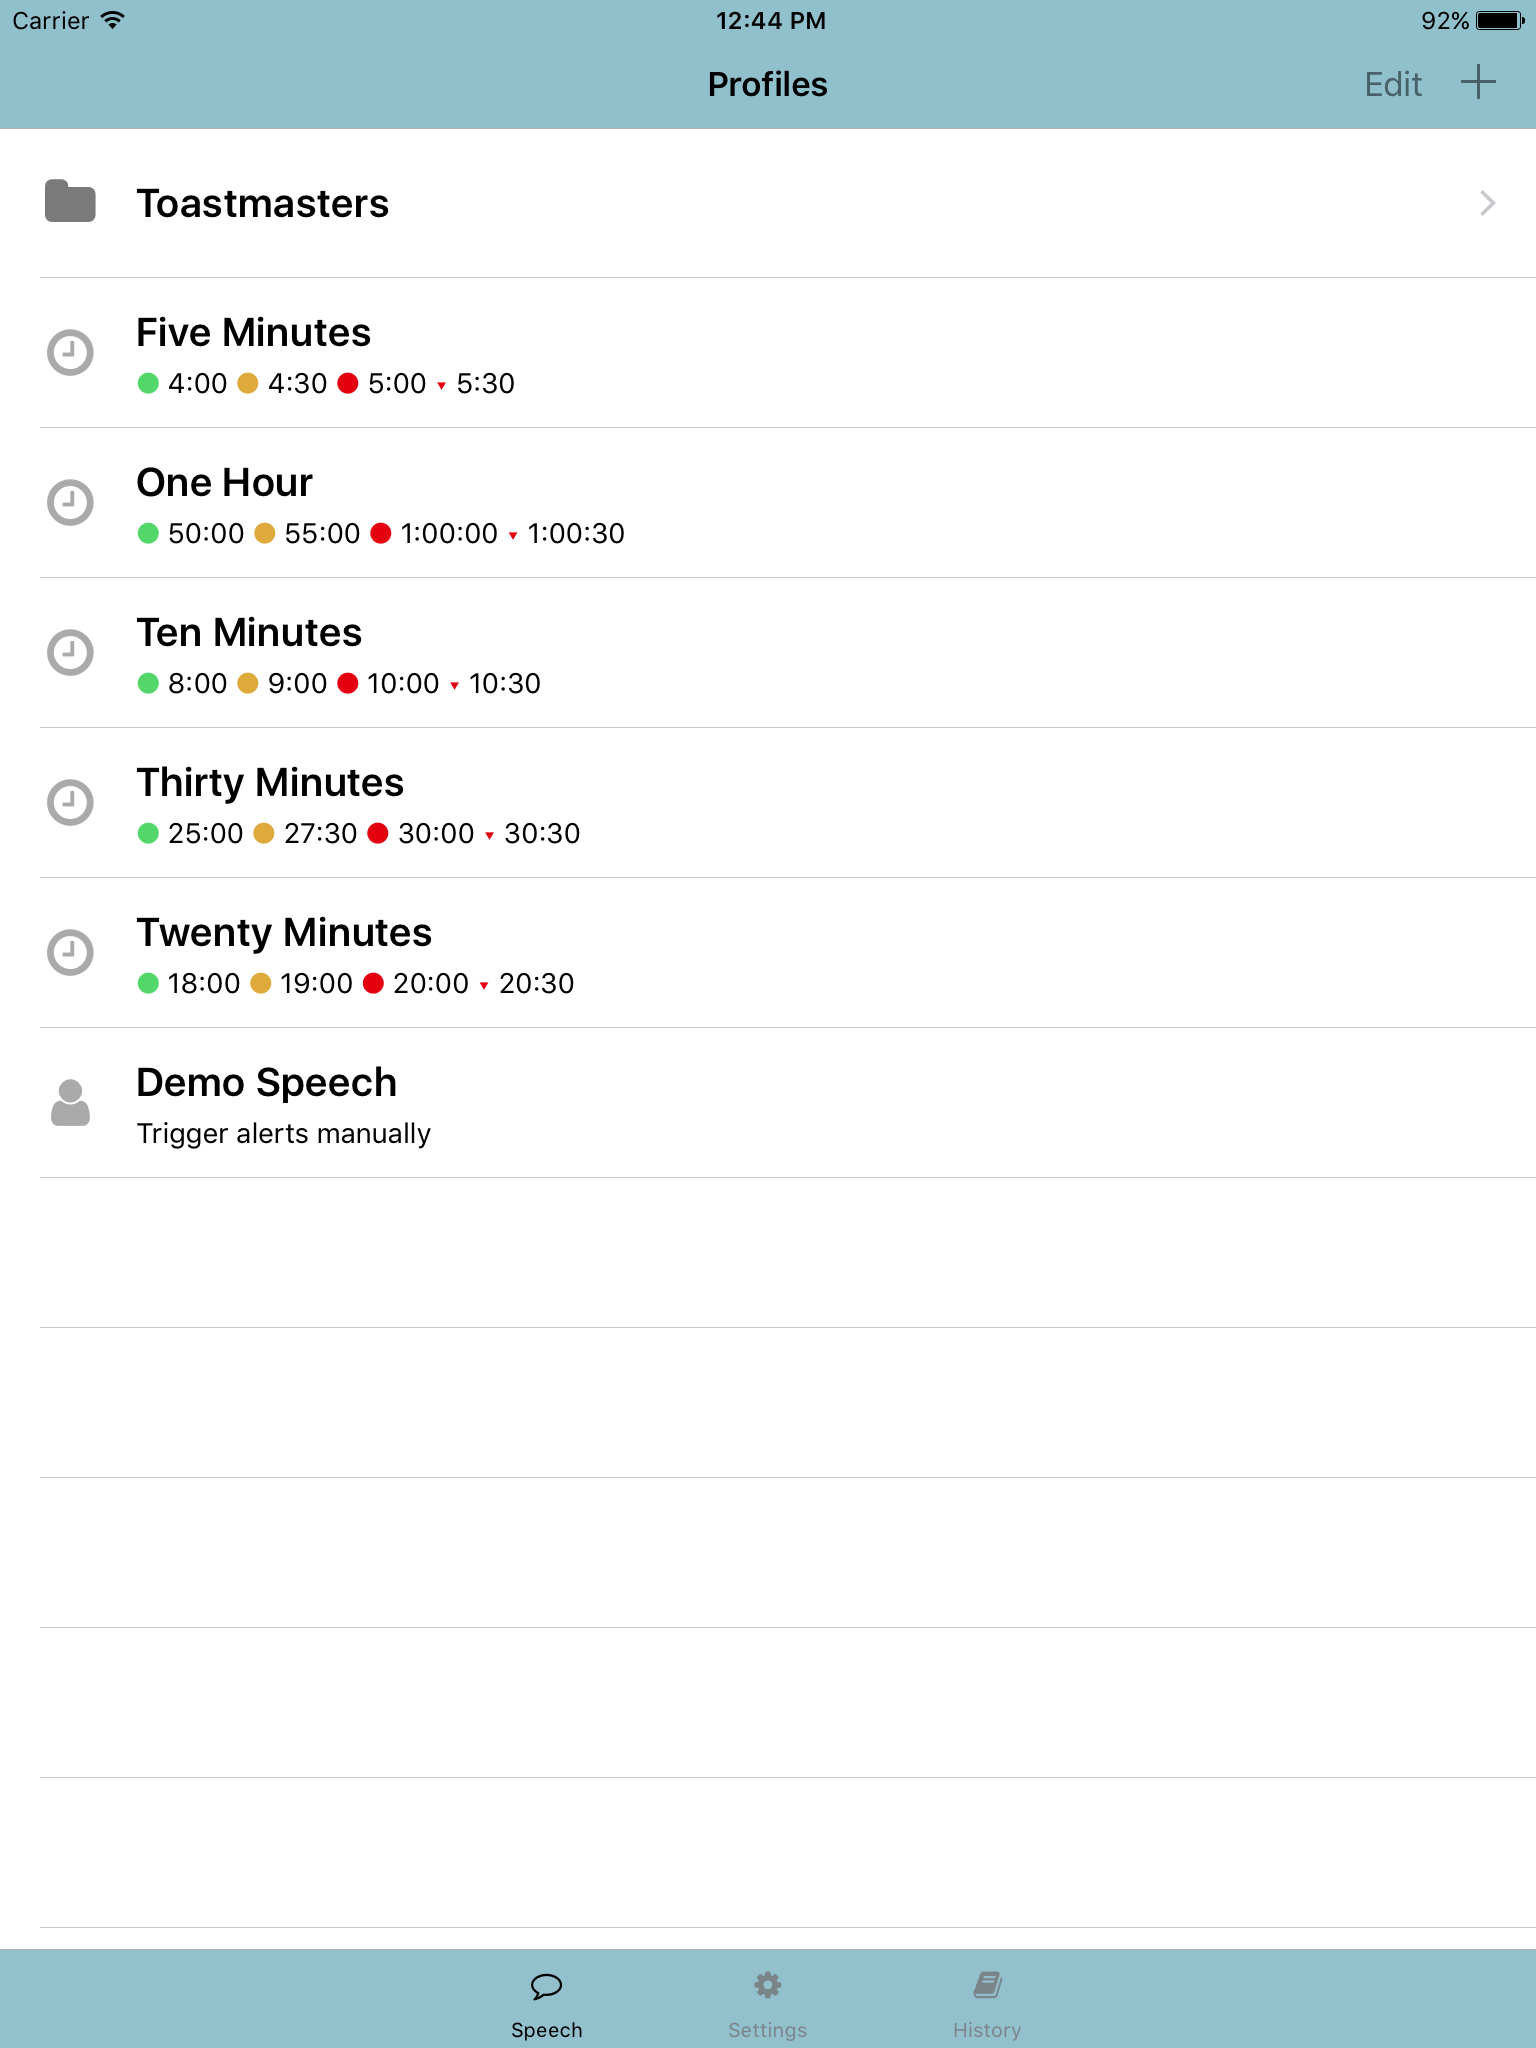 Carrier 12:44 PM 92%
Profiles Edit
Toastmasters
Five Minutes
4:00 4:30 5:00 5:30
One Hour
50:00 55:00 1:00:00 1:00:30
Ten Minutes
8:00 9:00 10:00 10:30
Thirty Minutes
25:00 27:30 30:00 30:30
Twenty Minutes
18:00 19:00 20:00 20:30
Demo Speech
Trigger alerts manually
Speech Settings History